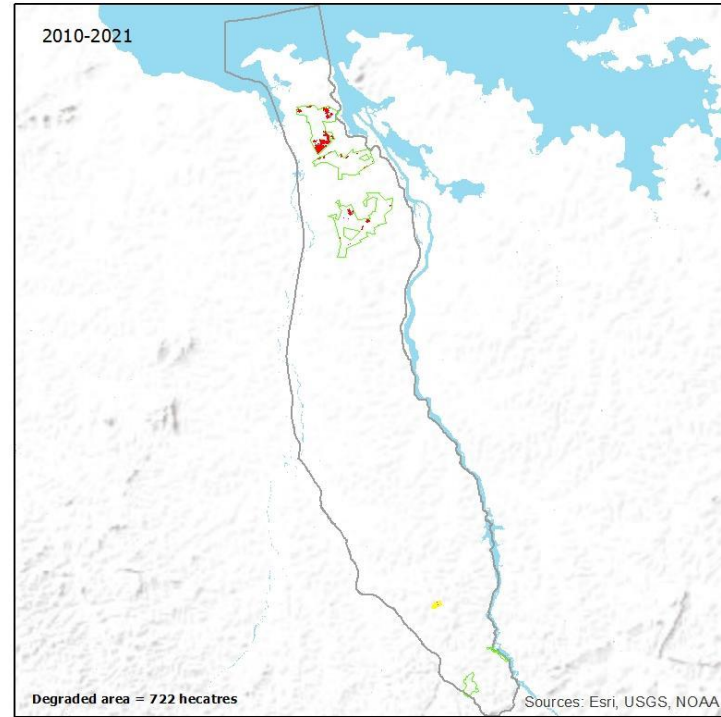 2010-2021
Degraded area = 722 hecatres
Sources: Esri, USGS, NOAA